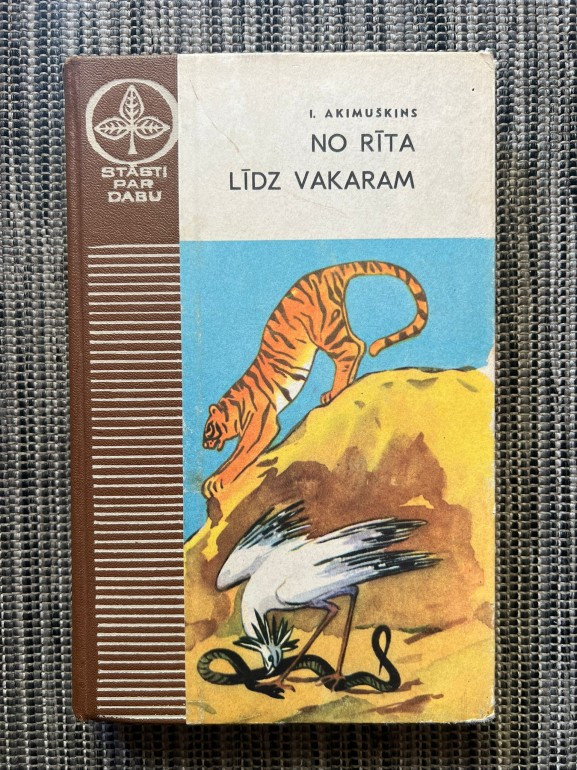 I. AKIMUŠKINS
NO RĪTA
LĪDZ VAKARAM
STĀSTI
PAR
DABU